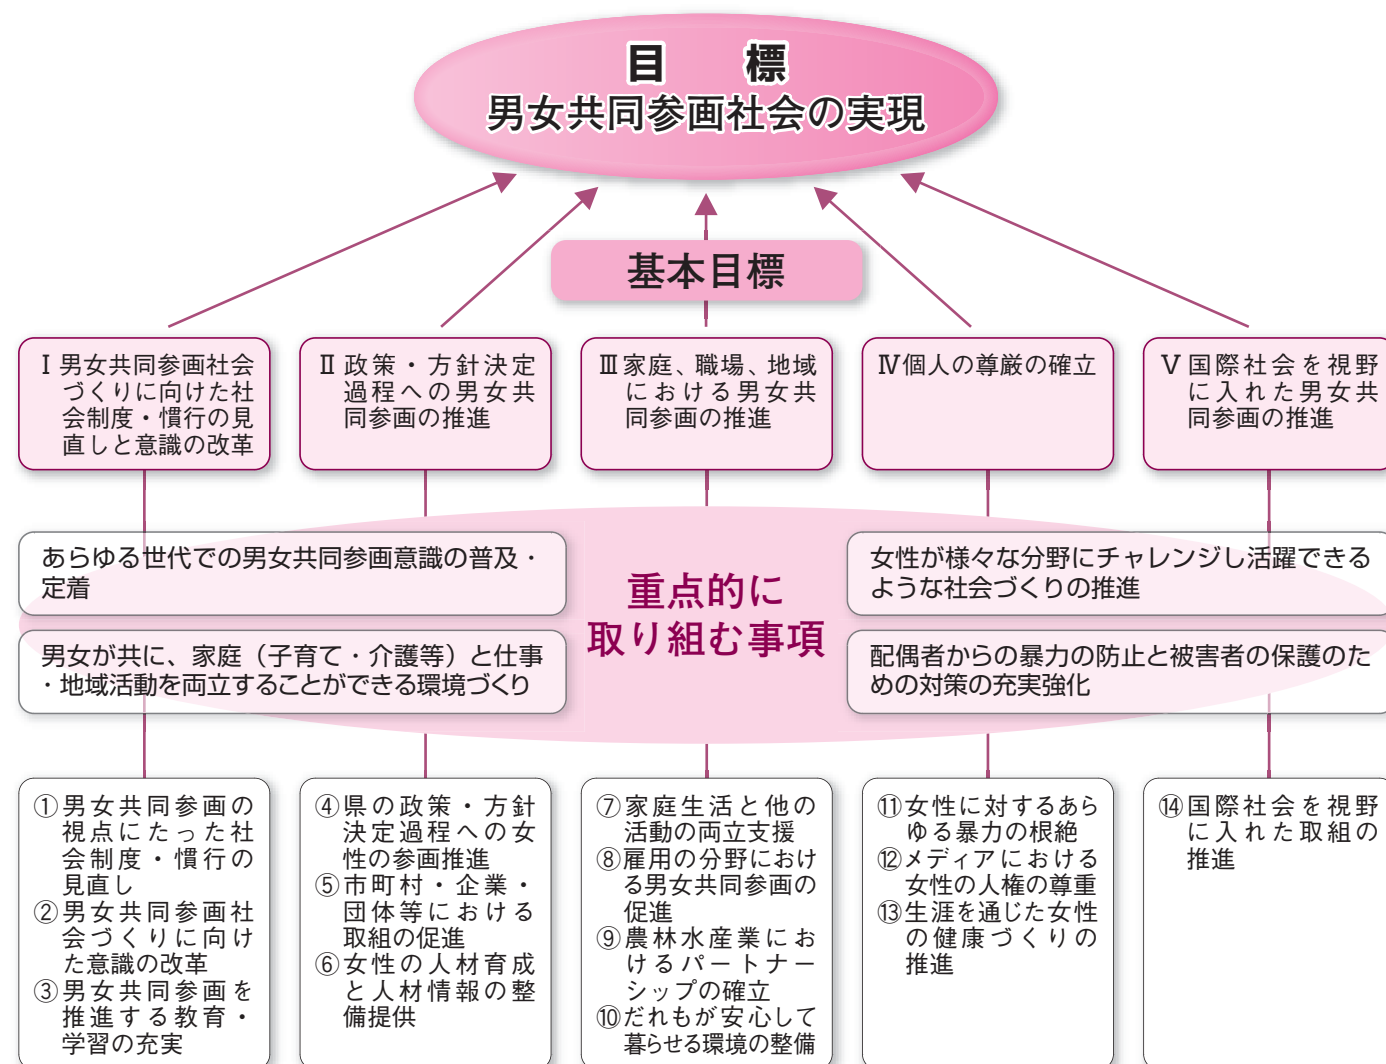 目　標
男女共同参画社会の実現
基本目標
Ⅰ 男女共同参画社会
づくりに向けた社
会制度・慣行の見
直しと意識の改革
Ⅱ 政策・方針決定
過程への男女共
同参画の推進
Ⅲ 家庭、職場、地域
における男女共
同参画の推進
Ⅳ 個人の尊厳の確立
Ⅴ 国際社会を視野
に入れた男女共
同参画の推進
重点的に
取り組む事項
あらゆる世代での男女共同参画意識の普及・
定着
男女が共に、家庭（子育て・介護等）と仕事
・地域活動を両立することができる環境づくり
女性が様々な分野にチャレンジし活躍できる
ような社会づくりの推進
配偶者からの暴力の防止と被害者の保護のた
めの対策の充実強化
①男女共同参画の
視点にたった社
会制度・慣行の
見直し
②男女共同参画社
会づくりに向け
た意識の改革
③男女共同参画を
推進する教育・
学習の充実
④県の政策・方針
決定過程への女
性の参画推進
⑤市町村・企業・
団体等における
取組の促進
⑥女性の人材育成
と人材情報の整
備提供
⑦家庭生活と他の
活動の両立支援
⑧雇用の分野におけ
る男女共同参画の
促進
⑨農林水産業にお
けるパートナー
シップの確立
⑩だれもが安心して
暮らせる環境の整備
⑪女性に対するあら
ゆる暴力の根絶
⑫メディアにおける
女性の人権の尊重
⑬生涯を通じた女性
の健康づくりの
推進
⑭国際社会を視野
に入れた取組の
推進